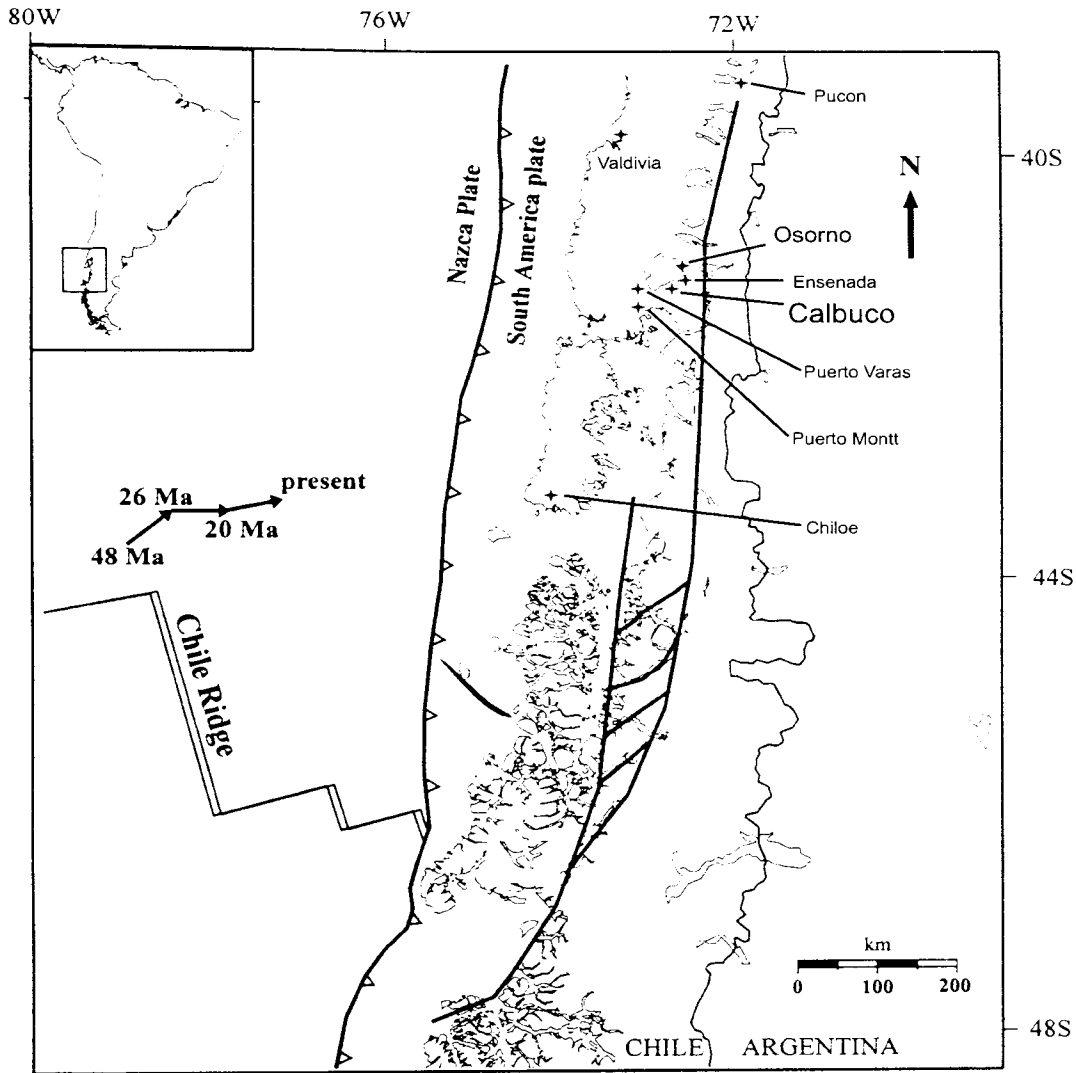 80W
76W
72W
Pucon
Valdivia
40S
N
Nazca Plate
South America plate
Osorno
Ensenada
Calbuco
Puerto Varas
Puerto Montt
present
26 Ma
20 Ma
48 Ma
Chiloe
44S
Chile Ridge
km
0 100 200
48S
CHILE ARGENTINA